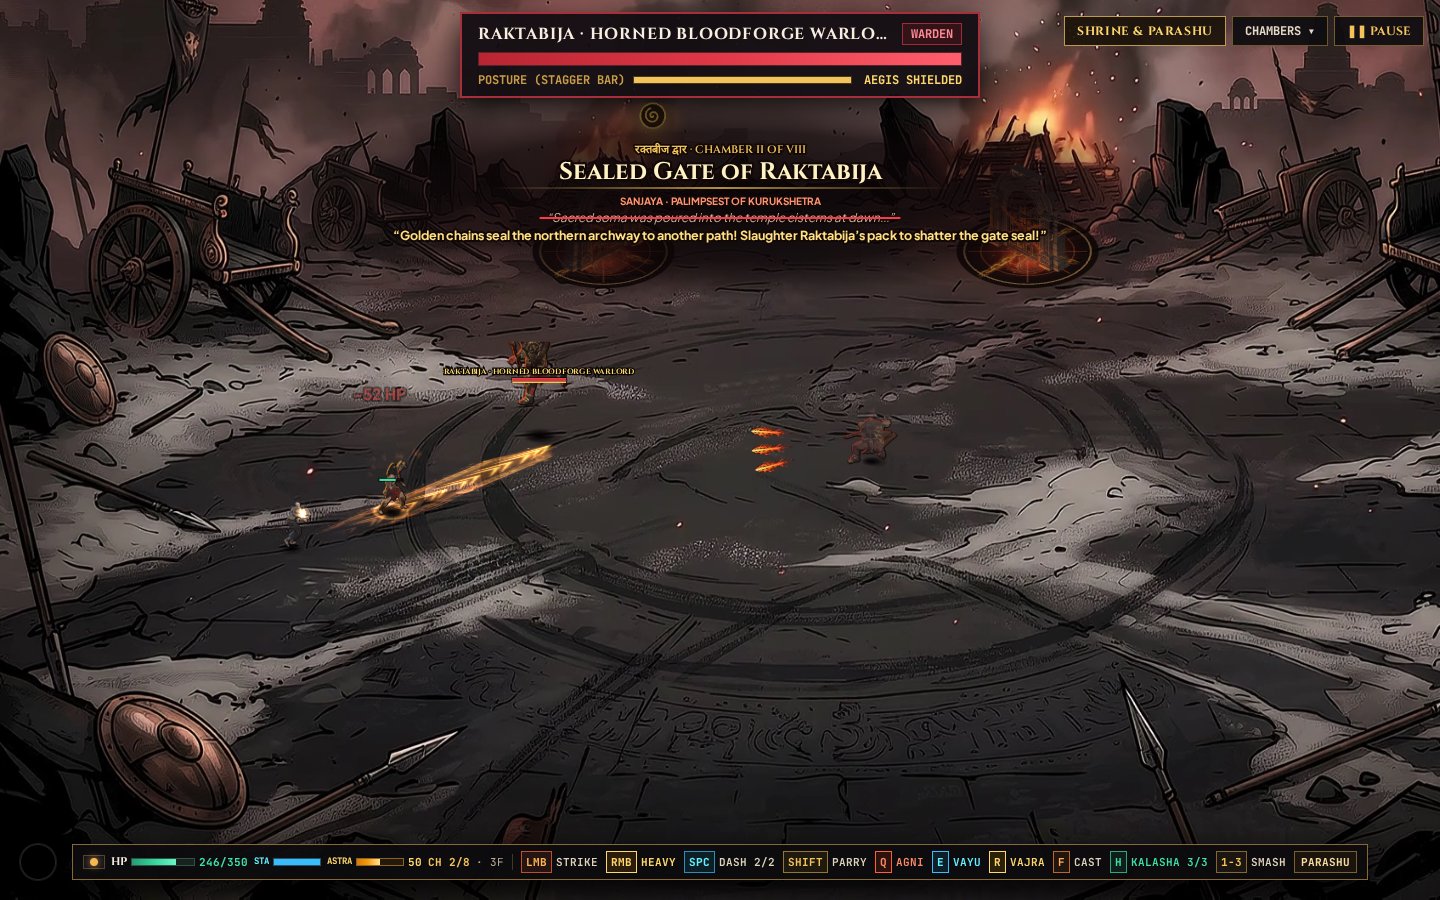 RAKTABIJA · HORNED BLOODFORGE WARLO... WARDEN
POSTURE (STAGGER BAR) AEGIS SHIELDED
SHRINE & PARASHU CHAMBERS ▾ ❚❚ PAUSE
रक्तबीज द्वार · CHAMBER II OF VIII
SEALED GATE OF RAKTABIJA
SANJAYA · PALIMPSEST OF KURUKSHETRA
"Sacred soma was poured into the temple cisterns at dawn..."
“Golden chains seal the northern archway to another path! Slaughter Raktabija's pack to shatter the gate seal!”
RAKTABIJA · HORNED BLOODFORGE WARLORD
-52 HP
HP 246/350 STA ASTRA 50 CH 2/8 · 3F LMB STRIKE RMB HEAVY SPC DASH 2/2 SHIFT PARRY Q AGNI E VAYU R VAJRA F CAST H KALASHA 3/3 1-3 SMASH PARASHU